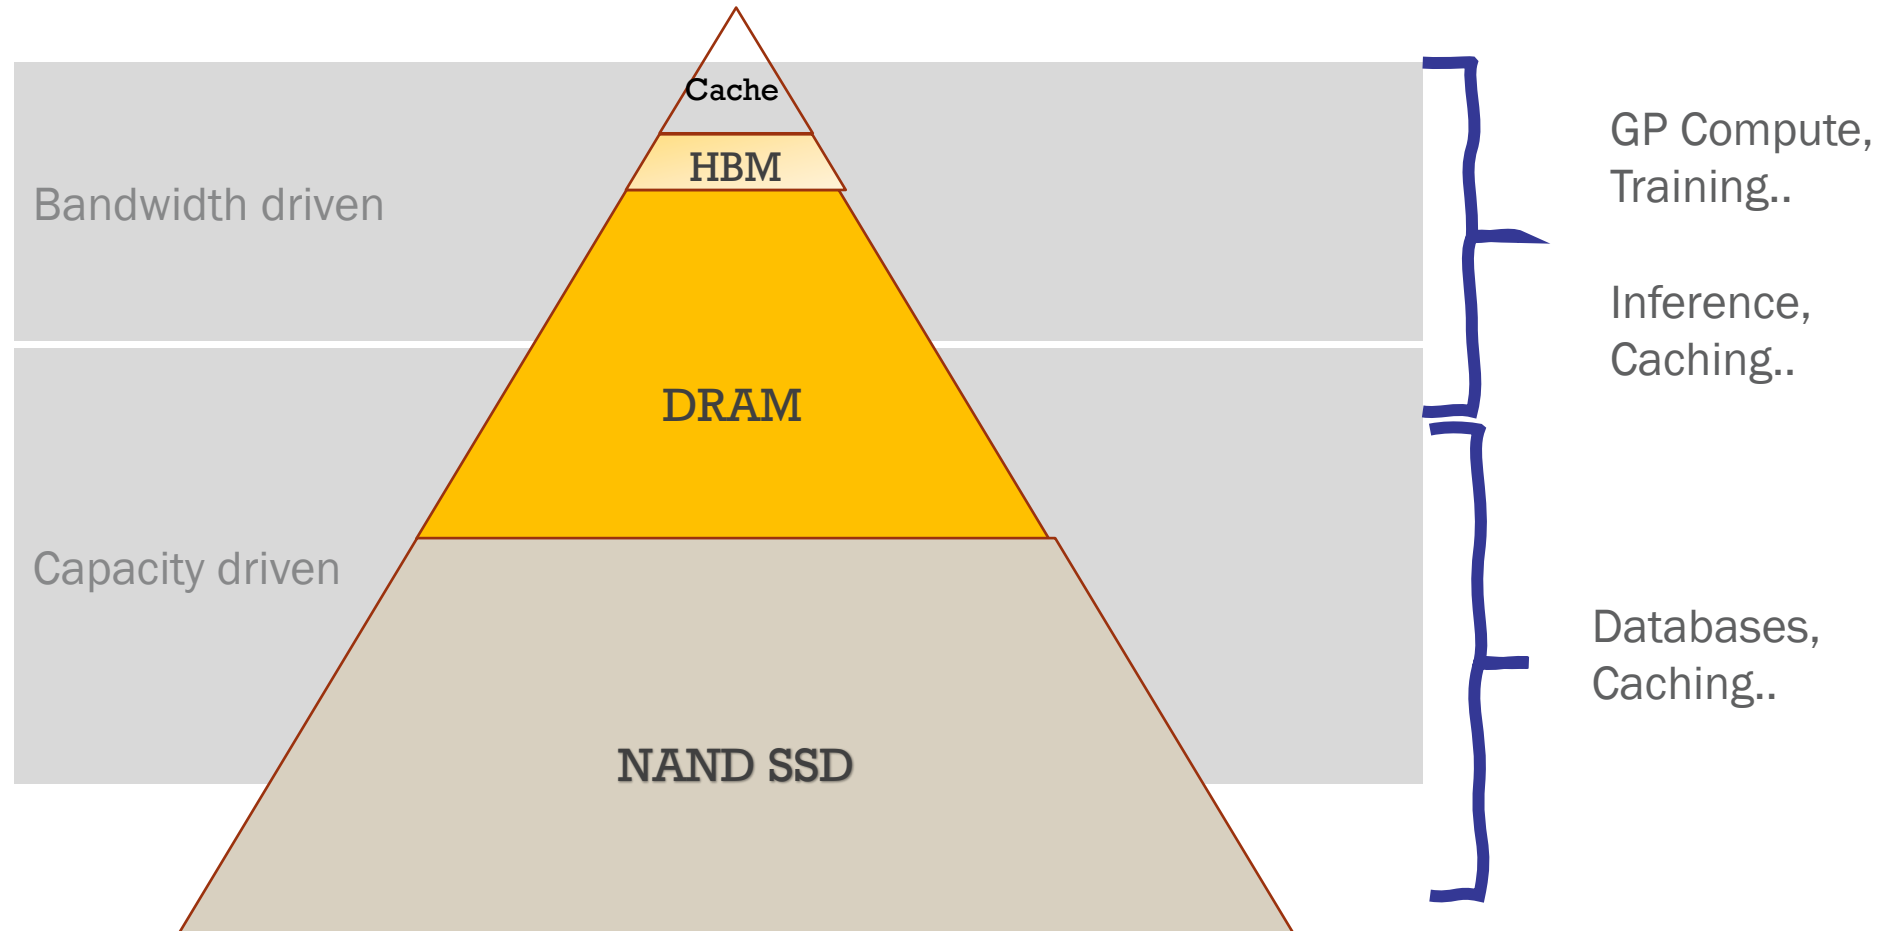 Cache
HBM
Bandwidth driven
DRAM
Capacity driven
NAND SSD
GP Compute,
Training..
Inference,
Caching..
Databases,
Caching..